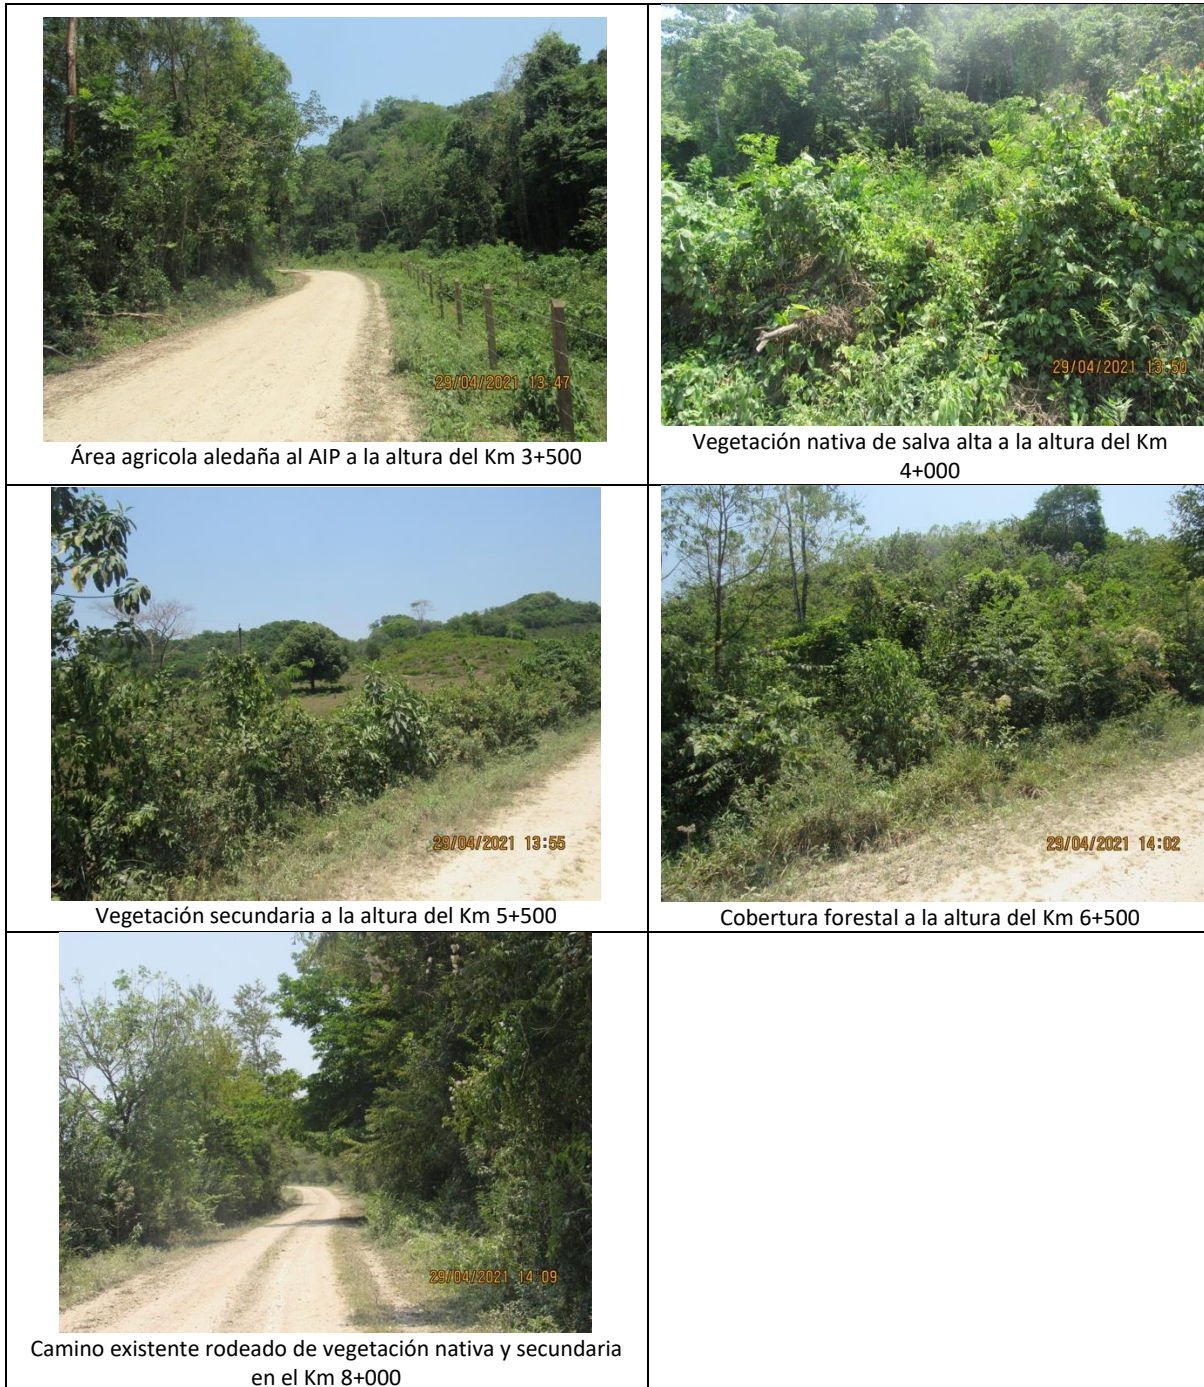 29/04/2021 13:47
Área agricola aledaña al AIP a la altura del Km 3+500
29/04/2021 13:50
Vegetación nativa de salva alta a la altura del Km
4+000
29/04/2021 13:55
Vegetación secundaria a la altura del Km 5+500
29/04/2021 14:02
Cobertura forestal a la altura del Km 6+500
29/04/2021 14:09
Camino existente rodeado de vegetación nativa y secundaria
en el Km 8+000